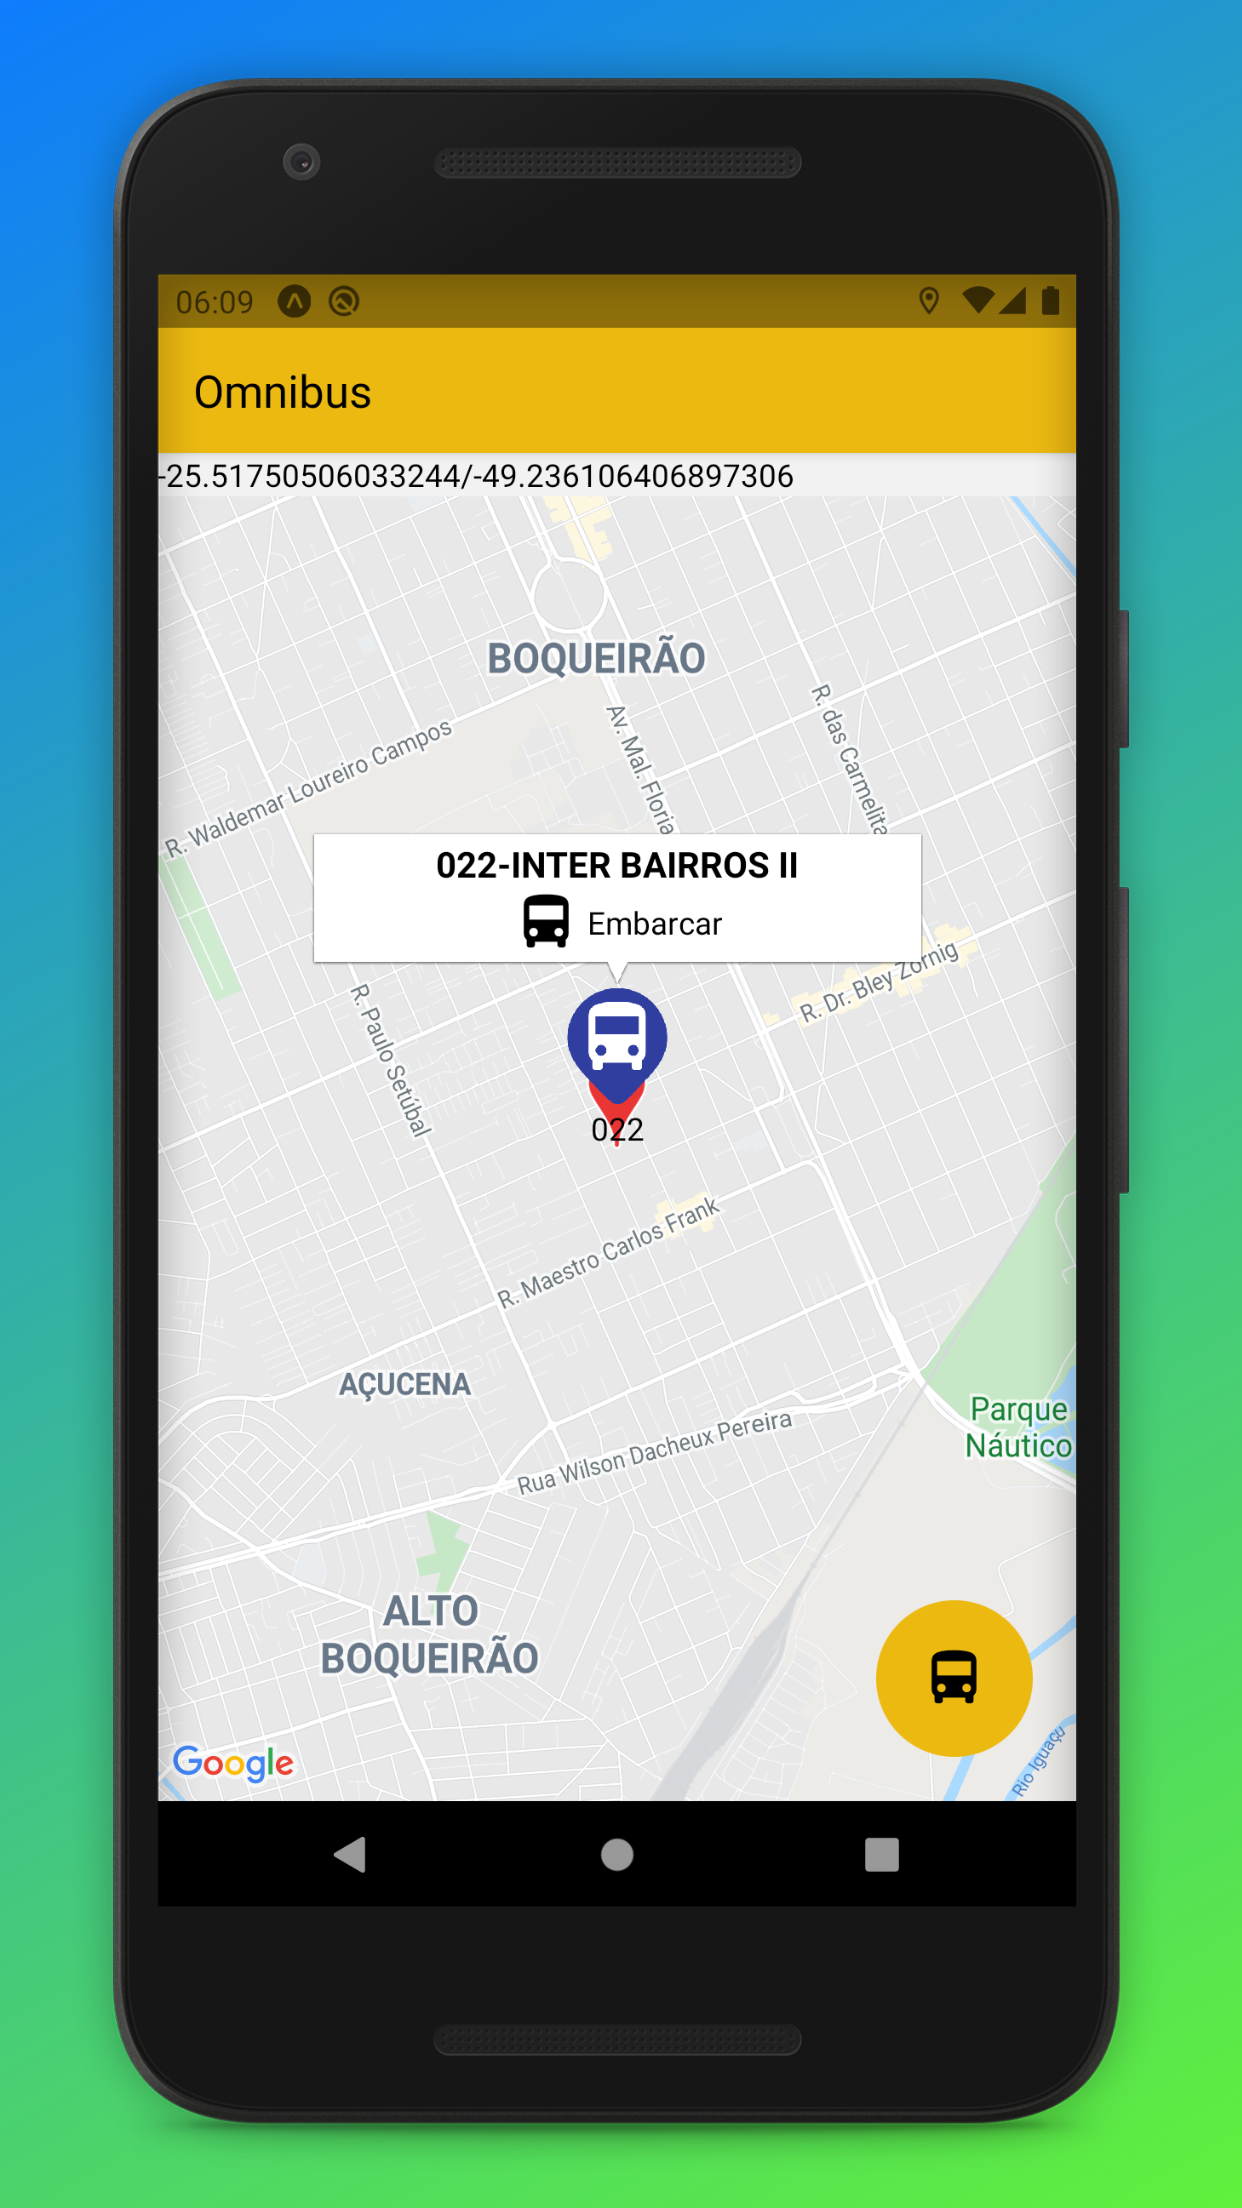 06:09
Omnibus
-25.51750506033244/-49.236106406897306
BOQUEIRÃO
R. Waldemar Loureiro Campos
Av. Mal. Floria
R. das Carmelita
022-INTER BAIRROS II
Embarcar
R. Dr. Bley Zornig
R. Paulo Setúbal
022
R. Maestro Carlos Frank
AÇUCENA
Parque
Náutico
Rua Wilson Dacheux Pereira
ALTO
BOQUEIRÃO
Google
Rio Iguaçu